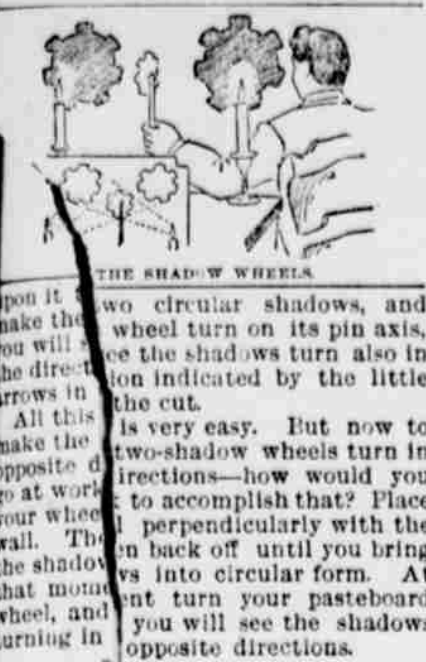 THE SHADOW WHEELS.
upon it two circular shadows, and
make the wheel turn on its pin axis,
you will see the shadows turn also in
the direction indicated by the little
arrows in the cut.
All this is very easy. But now to
make the two-shadow wheels turn in
opposite directions—how would you
go at work to accomplish that? Place
your wheel perpendicularly with the
wall. Then back off until you bring
the shadows into circular form. At
that moment turn your pasteboard
wheel, and you will see the shadows
turning in opposite directions.